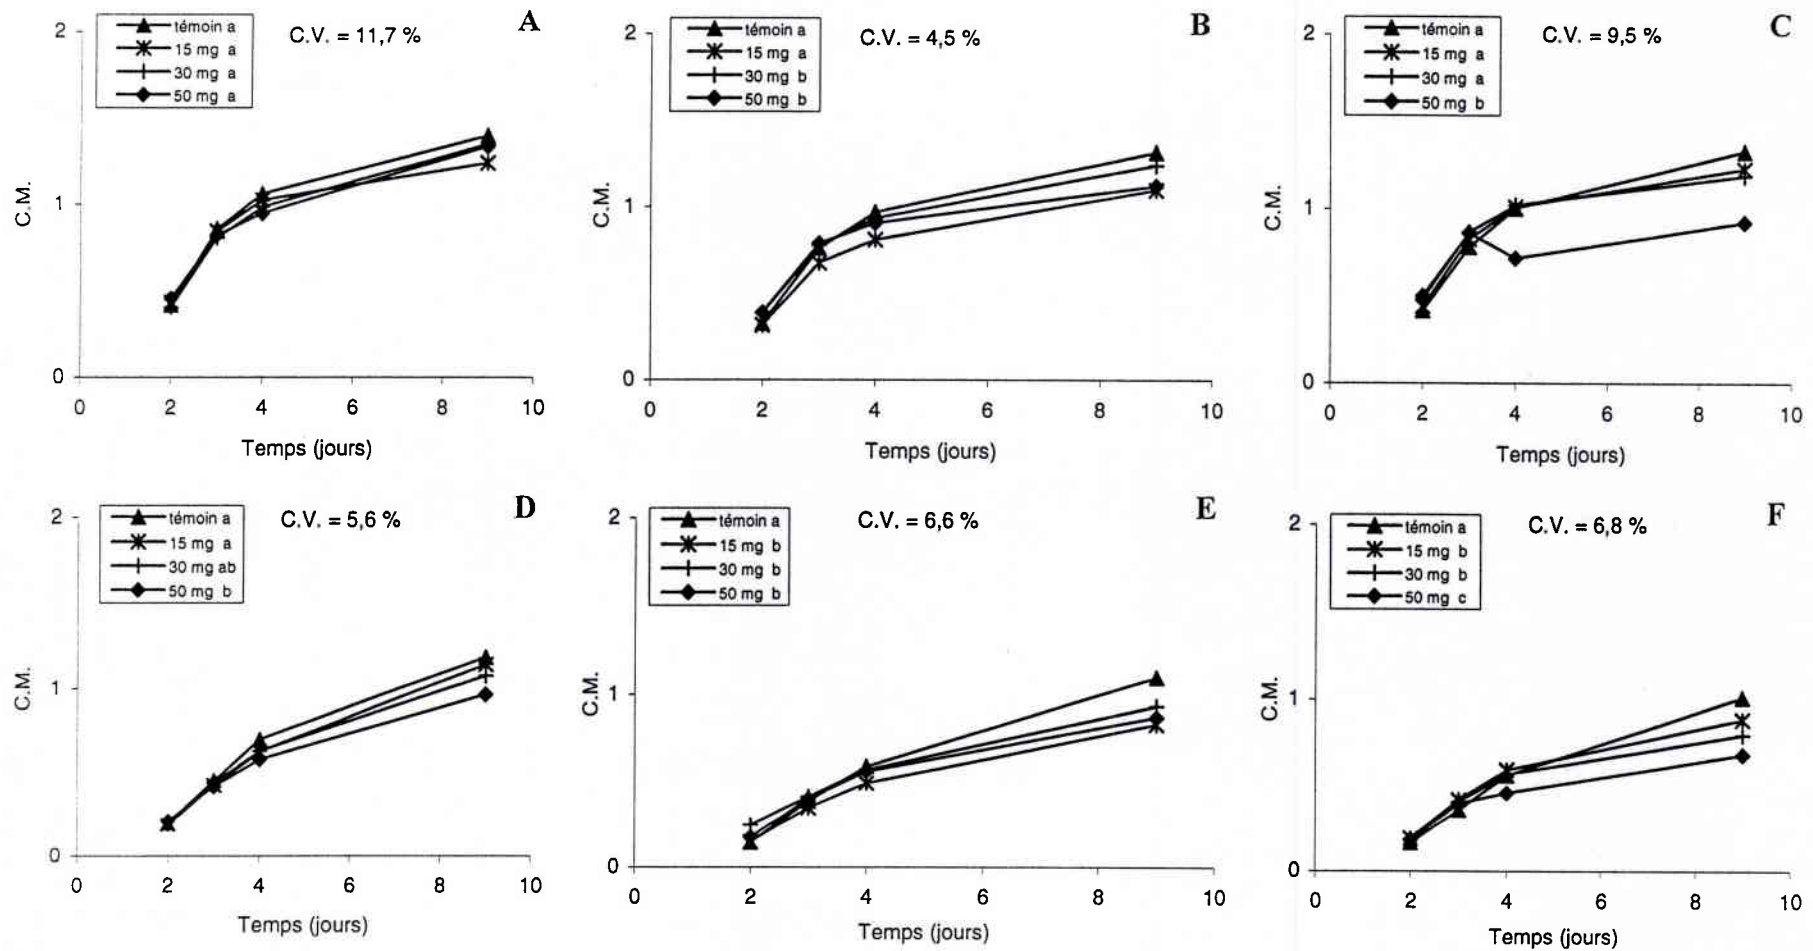 A
témoin a
15 mg a
30 mg a
50 mg a
C.V. = 11,7 %
2
1
0
C.M.
0 2 4 6 8 10
Temps (jours)
B
témoin a
15 mg a
30 mg b
50 mg b
C.V. = 4,5 %
2
1
0
C.M.
0 2 4 6 8 10
Temps (jours)
C
témoin a
15 mg a
30 mg a
50 mg b
C.V. = 9,5 %
2
1
0
C.M.
0 2 4 6 8 10
Temps (jours)
D
témoin a
15 mg a
30 mg ab
50 mg b
C.V. = 5,6 %
2
1
0
C.M.
0 2 4 6 8 10
Temps (jours)
E
témoin a
15 mg b
30 mg b
50 mg b
C.V. = 6,6 %
2
1
0
C.M.
0 2 4 6 8 10
Temps (jours)
F
témoin a
15 mg b
30 mg b
50 mg c
C.V. = 6,8 %
2
1
0
C.M.
0 2 4 6 8 10
Temps (jours)